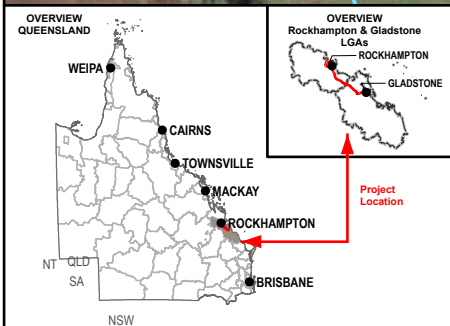 OVERVIEW
QUEENSLAND
WEIPA
CAIRNS
TOWNSVILLE
MACKAY
ROCKHAMPTON
BRISBANE
NT
QLD
SA
NSW
OVERVIEW
Rockhampton & Gladstone
LGAs
ROCKHAMPTON
GLADSTONE
Project
Location